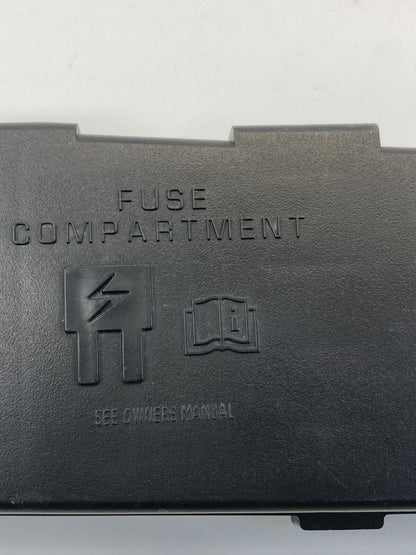 FUSE
COMPARTMENT
i
SEE OWNERS MANUAL